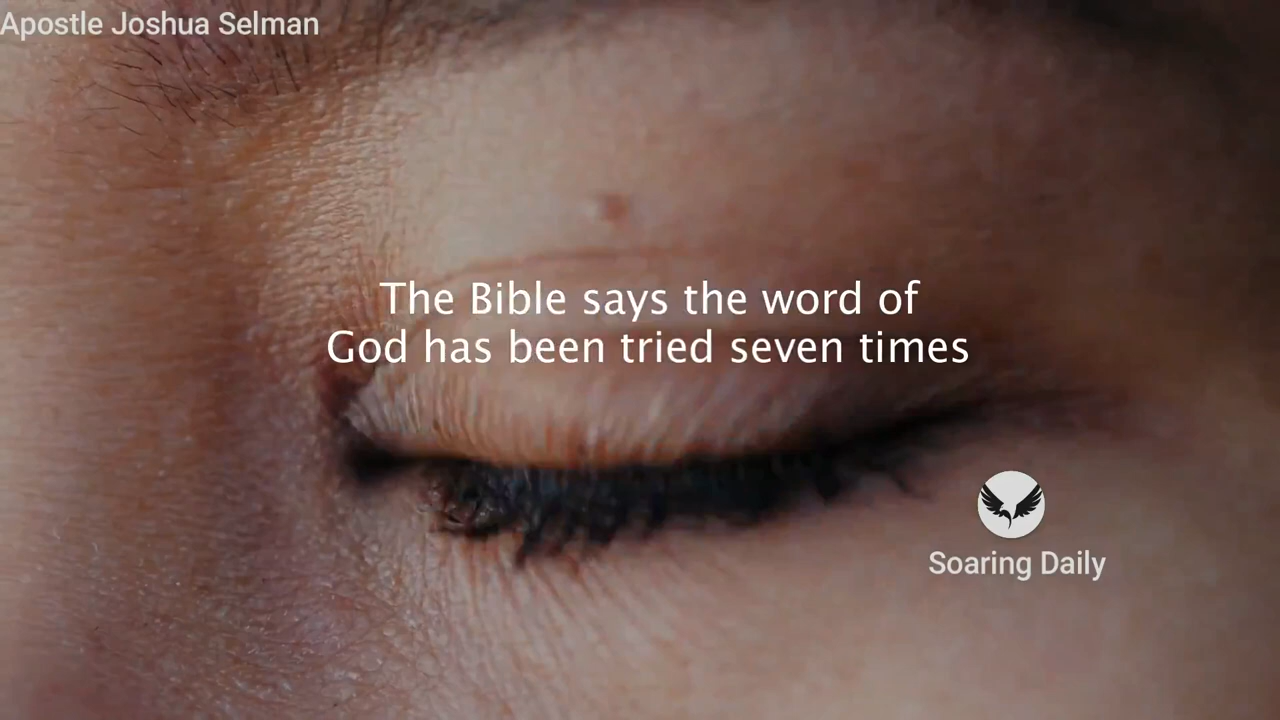 Apostle Joshua Selman
The Bible says the word of
God has been tried seven times
Soaring Daily